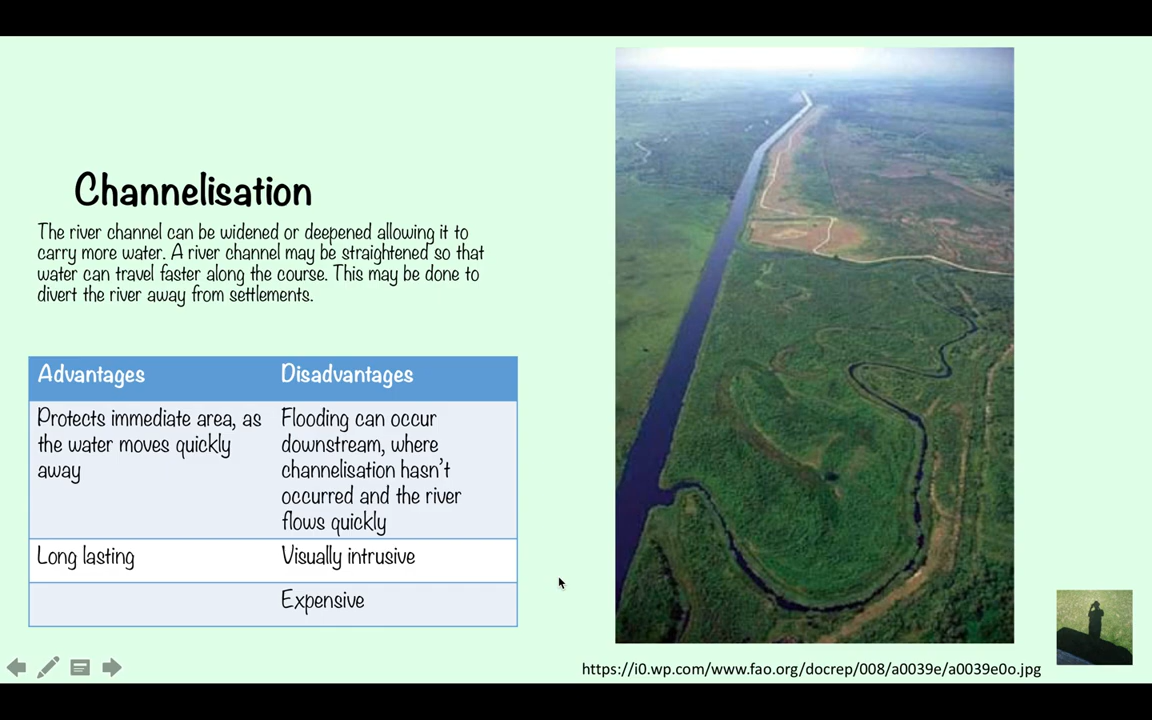 Channelisation
The river channel can be widened or deepened allowing it to
carry more water. A river channel may be straightened so that
water can travel faster along the course. This may be done to
divert the river away from settlements.
Advantages
Disadvantages
Protects immediate area, as
the water moves quickly
away
Flooding can occur
downstream, where
channelisation hasn't
occurred and the river
flows quickly
Long lasting
Visually intrusive
Expensive
https://i0.wp.com/www.fao.org/docrep/008/a0039e/a0039e0o.jpg